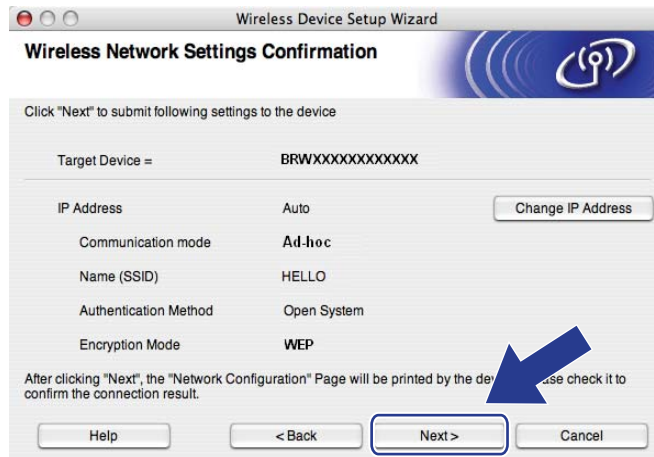 Wireless Device Setup Wizard
Wireless Network Settings Confirmation
Click "Next" to submit following settings to the device
Target Device = BRWXXXXXXXXXXXX
IP Address Auto Change IP Address
Communication mode Ad-hoc
Name (SSID) HELLO
Authentication Method Open System
Encryption Mode WEP
After clicking "Next", the "Network Configuration" Page will be printed by the check it to
confirm the connection result.
Help < Back Next > Cancel